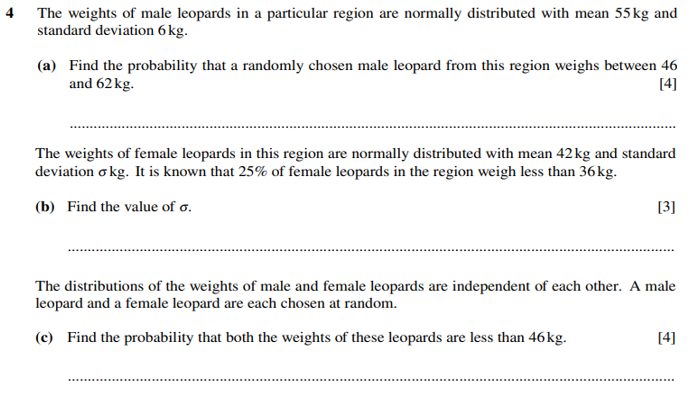 4 The weights of male leopards in a particular region are normally distributed with mean 55 kg and
standard deviation 6 kg.
(a) Find the probability that a randomly chosen male leopard from this region weighs between 46
and 62 kg. [4]
The weights of female leopards in this region are normally distributed with mean 42 kg and standard
deviation σ kg. It is known that 25% of female leopards in the region weigh less than 36 kg.
(b) Find the value of σ. [3]
The distributions of the weights of male and female leopards are independent of each other. A male
leopard and a female leopard are each chosen at random.
(c) Find the probability that both the weights of these leopards are less than 46 kg. [4]